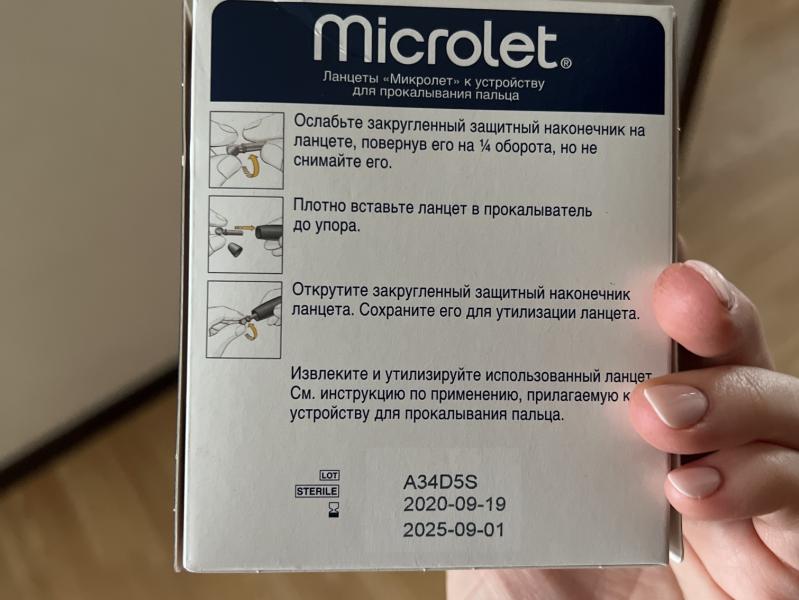 Microlet®
Ланцеты «Микролет» к устройству
для прокалывания пальца
Ослабьте закругленный защитный наконечник на
ланцете, повернув его на ¼ оборота, но не
снимайте его.
Плотно вставьте ланцет в прокалыватель
до упора.
Открутите закругленный защитный наконечник
ланцета. Сохраните его для утилизации ланцета.
Извлеките и утилизируйте использованный ланцет
См. инструкцию по применению, прилагаемую к
устройству для прокалывания пальца.
LOT A34D5S
STERILE 2020-09-19
2025-09-01